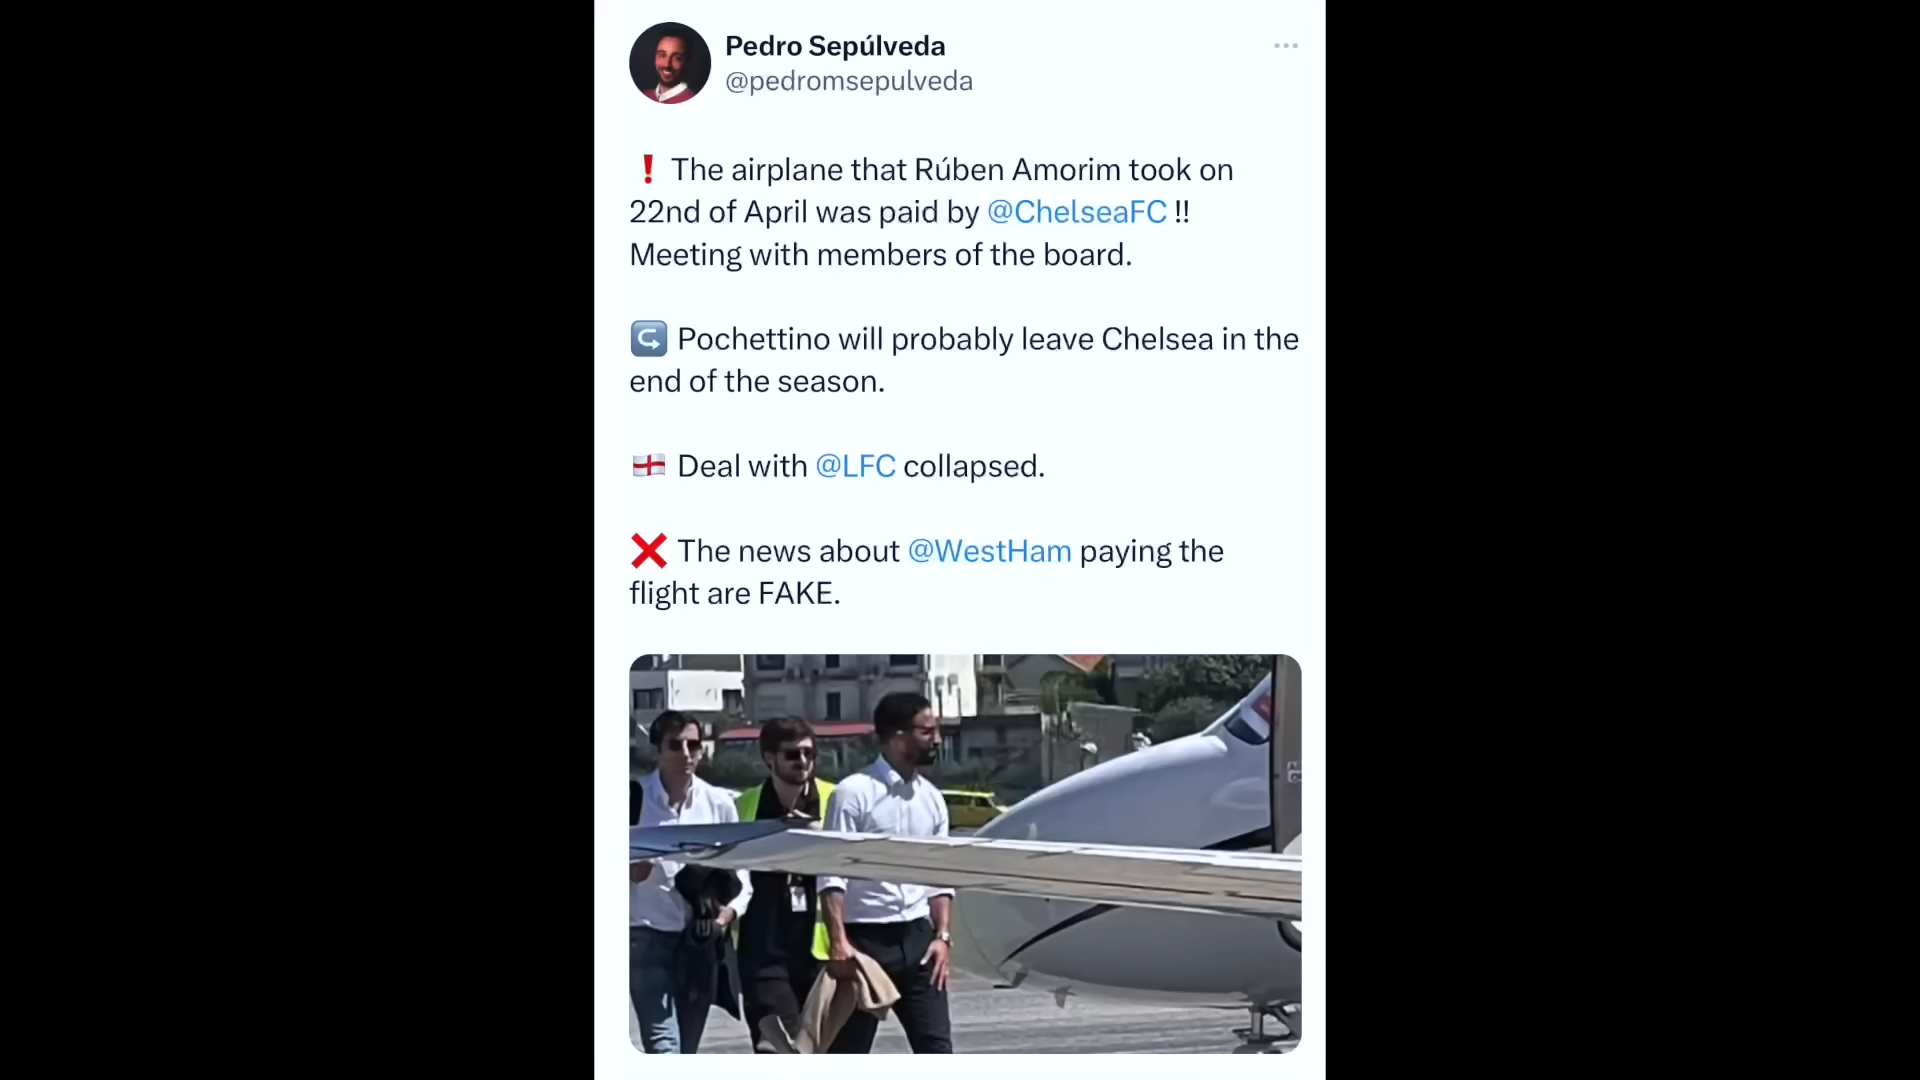 Pedro Sepúlveda
@pedromsepulveda
❗ The airplane that Rúben Amorim took on
22nd of April was paid by @ChelseaFC !!
Meeting with members of the board.
↪️ Pochettino will probably leave Chelsea in the
end of the season.
🏴󠁧󠁢󠁥󠁮󠁧󠁿 Deal with @LFC collapsed.
❌ The news about @WestHam paying the
flight are FAKE.